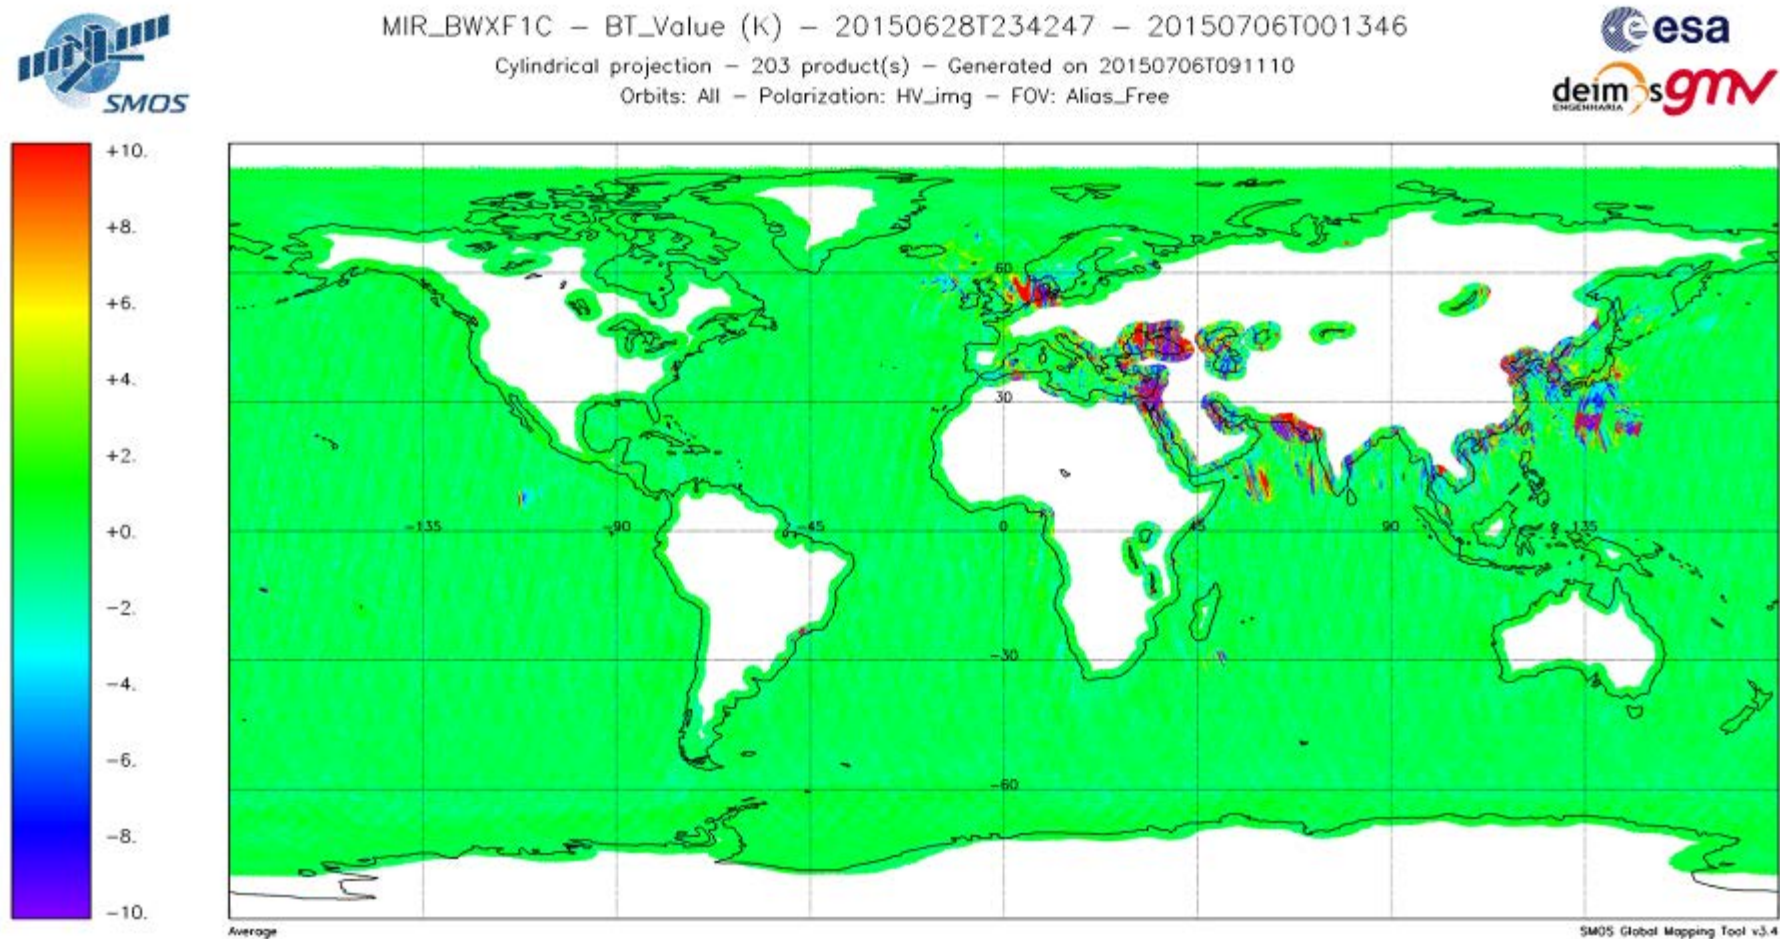 MIR_BWXF1C – BT_Value (K) – 20150628T234247 – 20150706T001346
Cylindrical projection – 203 product(s) – Generated on 20150706T091110
Orbits: All – Polarization: HV_img – FOV: Alias_Free
SMOS
esa
deimos
ENGENHARIA
gmv
+10.
+8.
+6.
+4.
+2.
+0.
−2.
−4.
−6.
−8.
−10.
60
30
−135
−90
−45
0
45
90
135
−30
−60
Average
SMOS Global Mapping Tool v3.4